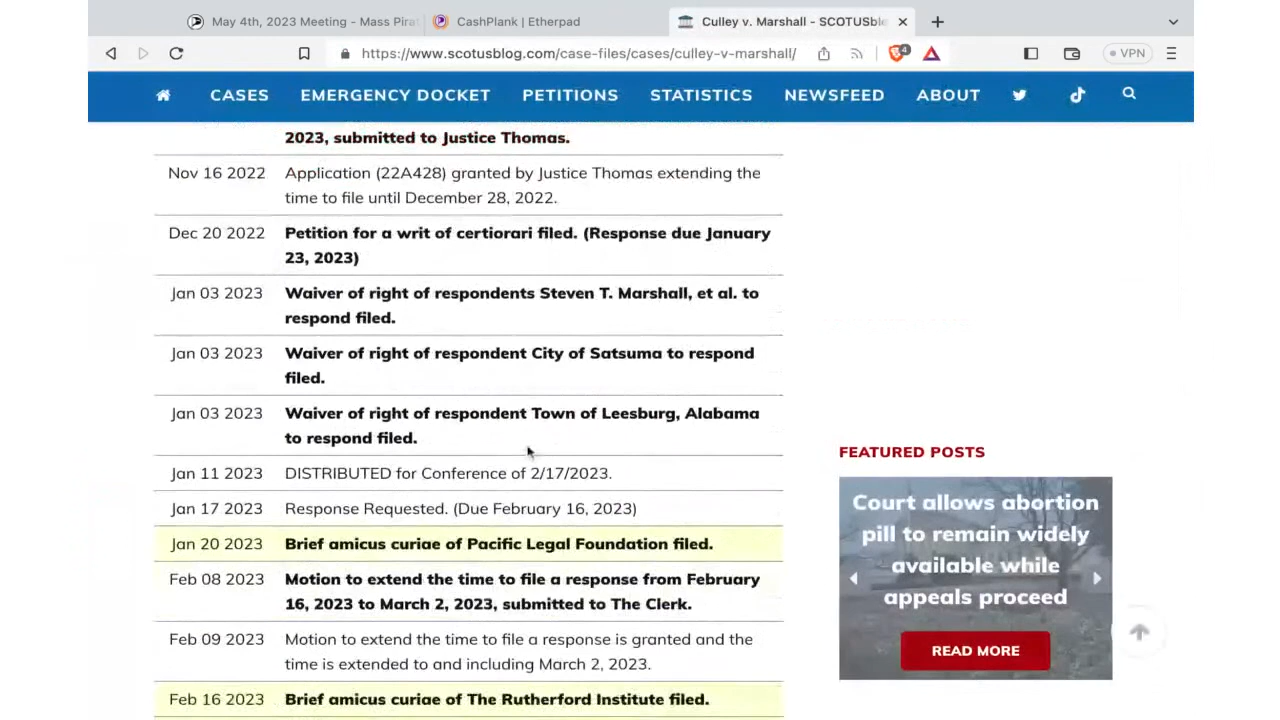 May 4th, 2023 Meeting - Mass Pira
CashPlank | Etherpad
Culley v. Marshall - SCOTUSblo
https://www.scotusblog.com/case-files/cases/culley-v-marshall/
4
VPN
CASES EMERGENCY DOCKET PETITIONS STATISTICS NEWSFEED ABOUT
2023, submitted to Justice Thomas.
Nov 16 2022 Application (22A428) granted by Justice Thomas extending the
time to file until December 28, 2022.
Dec 20 2022 Petition for a writ of certiorari filed. (Response due January
23, 2023)
Jan 03 2023 Waiver of right of respondents Steven T. Marshall, et al. to
respond filed.
Jan 03 2023 Waiver of right of respondent City of Satsuma to respond
filed.
Jan 03 2023 Waiver of right of respondent Town of Leesburg, Alabama
to respond filed.
Jan 11 2023 DISTRIBUTED for Conference of 2/17/2023.
Jan 17 2023 Response Requested. (Due February 16, 2023)
Jan 20 2023 Brief amicus curiae of Pacific Legal Foundation filed.
Feb 08 2023 Motion to extend the time to file a response from February
16, 2023 to March 2, 2023, submitted to The Clerk.
Feb 09 2023 Motion to extend the time to file a response is granted and the
time is extended to and including March 2, 2023.
Feb 16 2023 Brief amicus curiae of The Rutherford Institute filed.
FEATURED POSTS
Court allows abortion
pill to remain widely
available while
appeals proceed
READ MORE